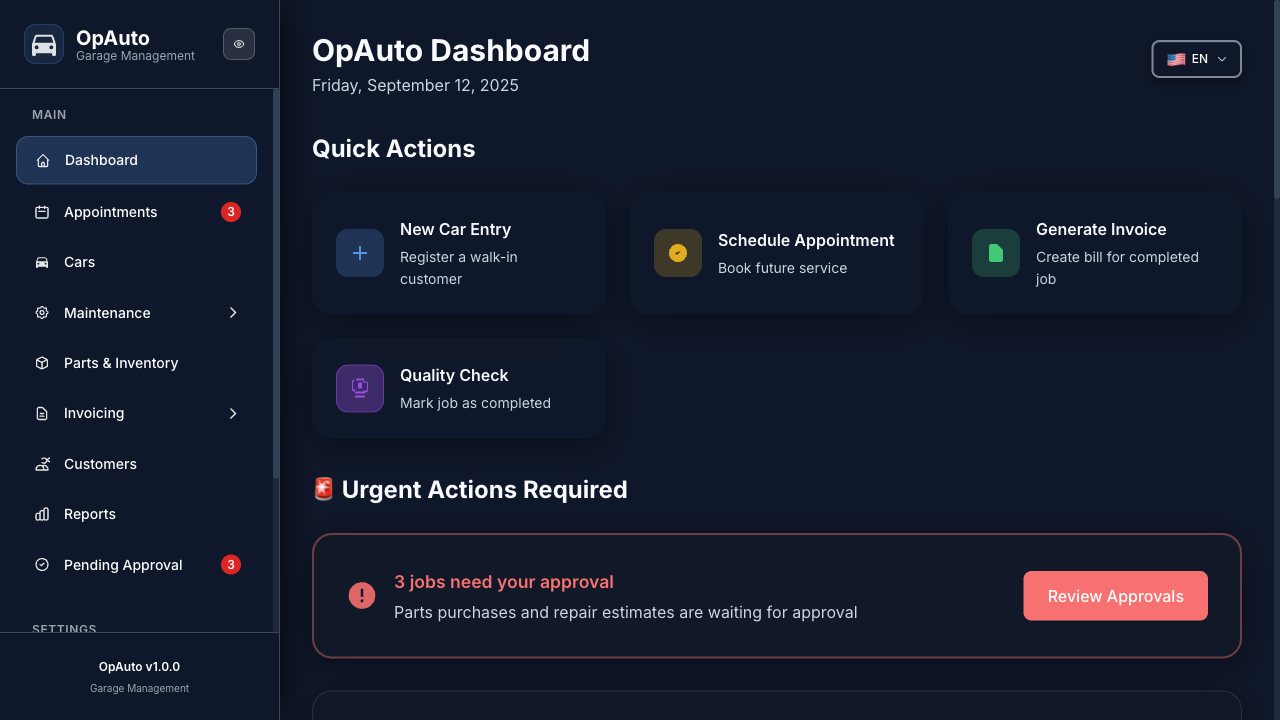 OpAuto
Garage Management
MAIN
Dashboard
Appointments 3
Cars
Maintenance
Parts & Inventory
Invoicing
Customers
Reports
Pending Approval 3
SETTINGS
OpAuto v1.0.0
Garage Management
OpAuto Dashboard
Friday, September 12, 2025
EN
Quick Actions
New Car Entry
Register a walk-in
customer
Schedule Appointment
Book future service
Generate Invoice
Create bill for completed
job
Quality Check
Mark job as completed
🚨 Urgent Actions Required
3 jobs need your approval
Parts purchases and repair estimates are waiting for approval
Review Approvals